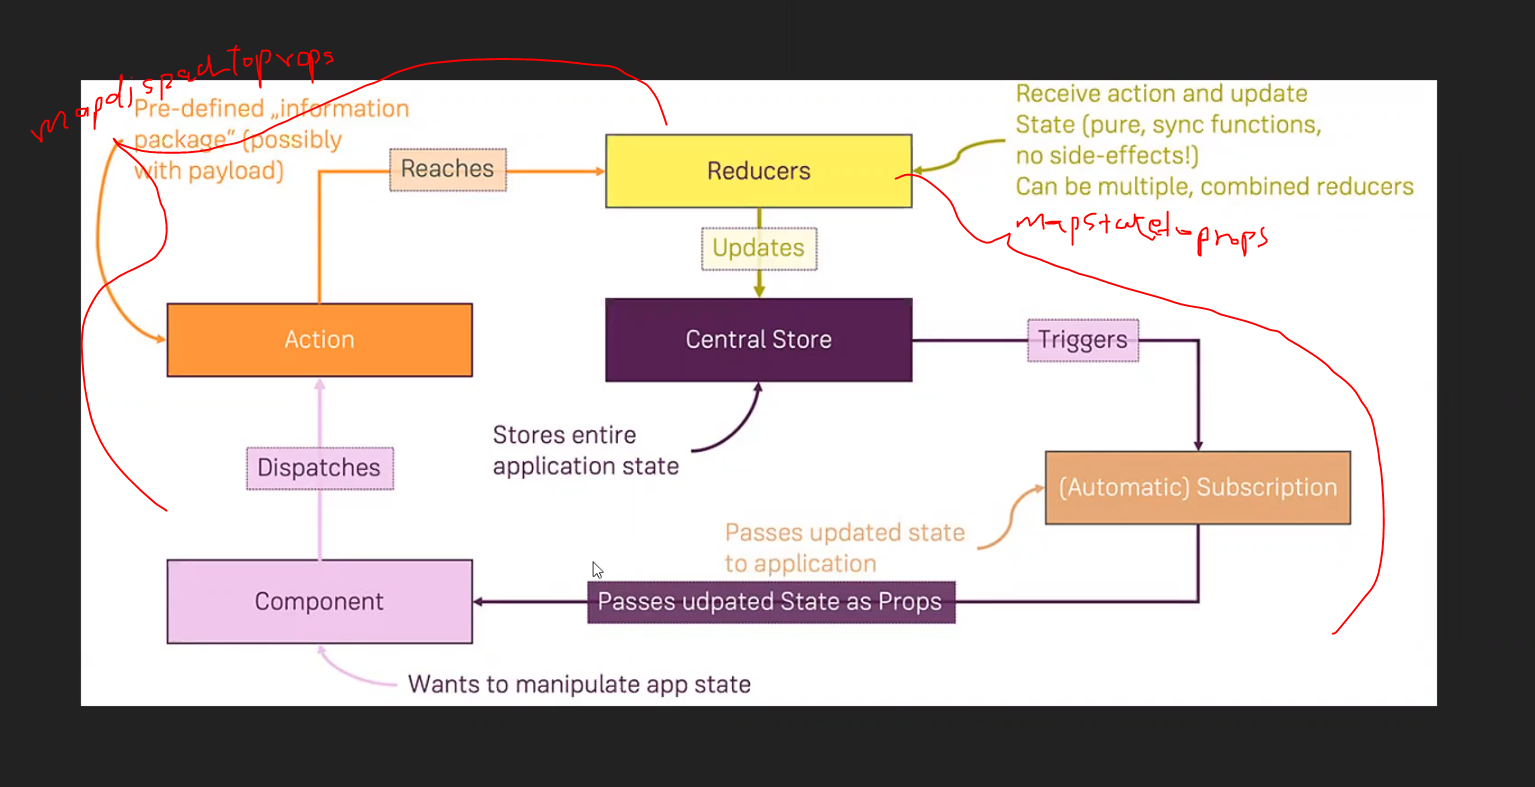 mapdispach_toprops
Pre-defined „information
package“ (possibly
with payload)
Reaches
Reducers
Receive action and update
State (pure, sync functions,
no side-effects!)
Can be multiple, combined reducers
mapstatetoprops
Updates
Action
Central Store
Triggers
Stores entire
application state
Dispatches
(Automatic) Subscription
Passes updated state
to application
Component
Passes udpated State as Props
Wants to manipulate app state